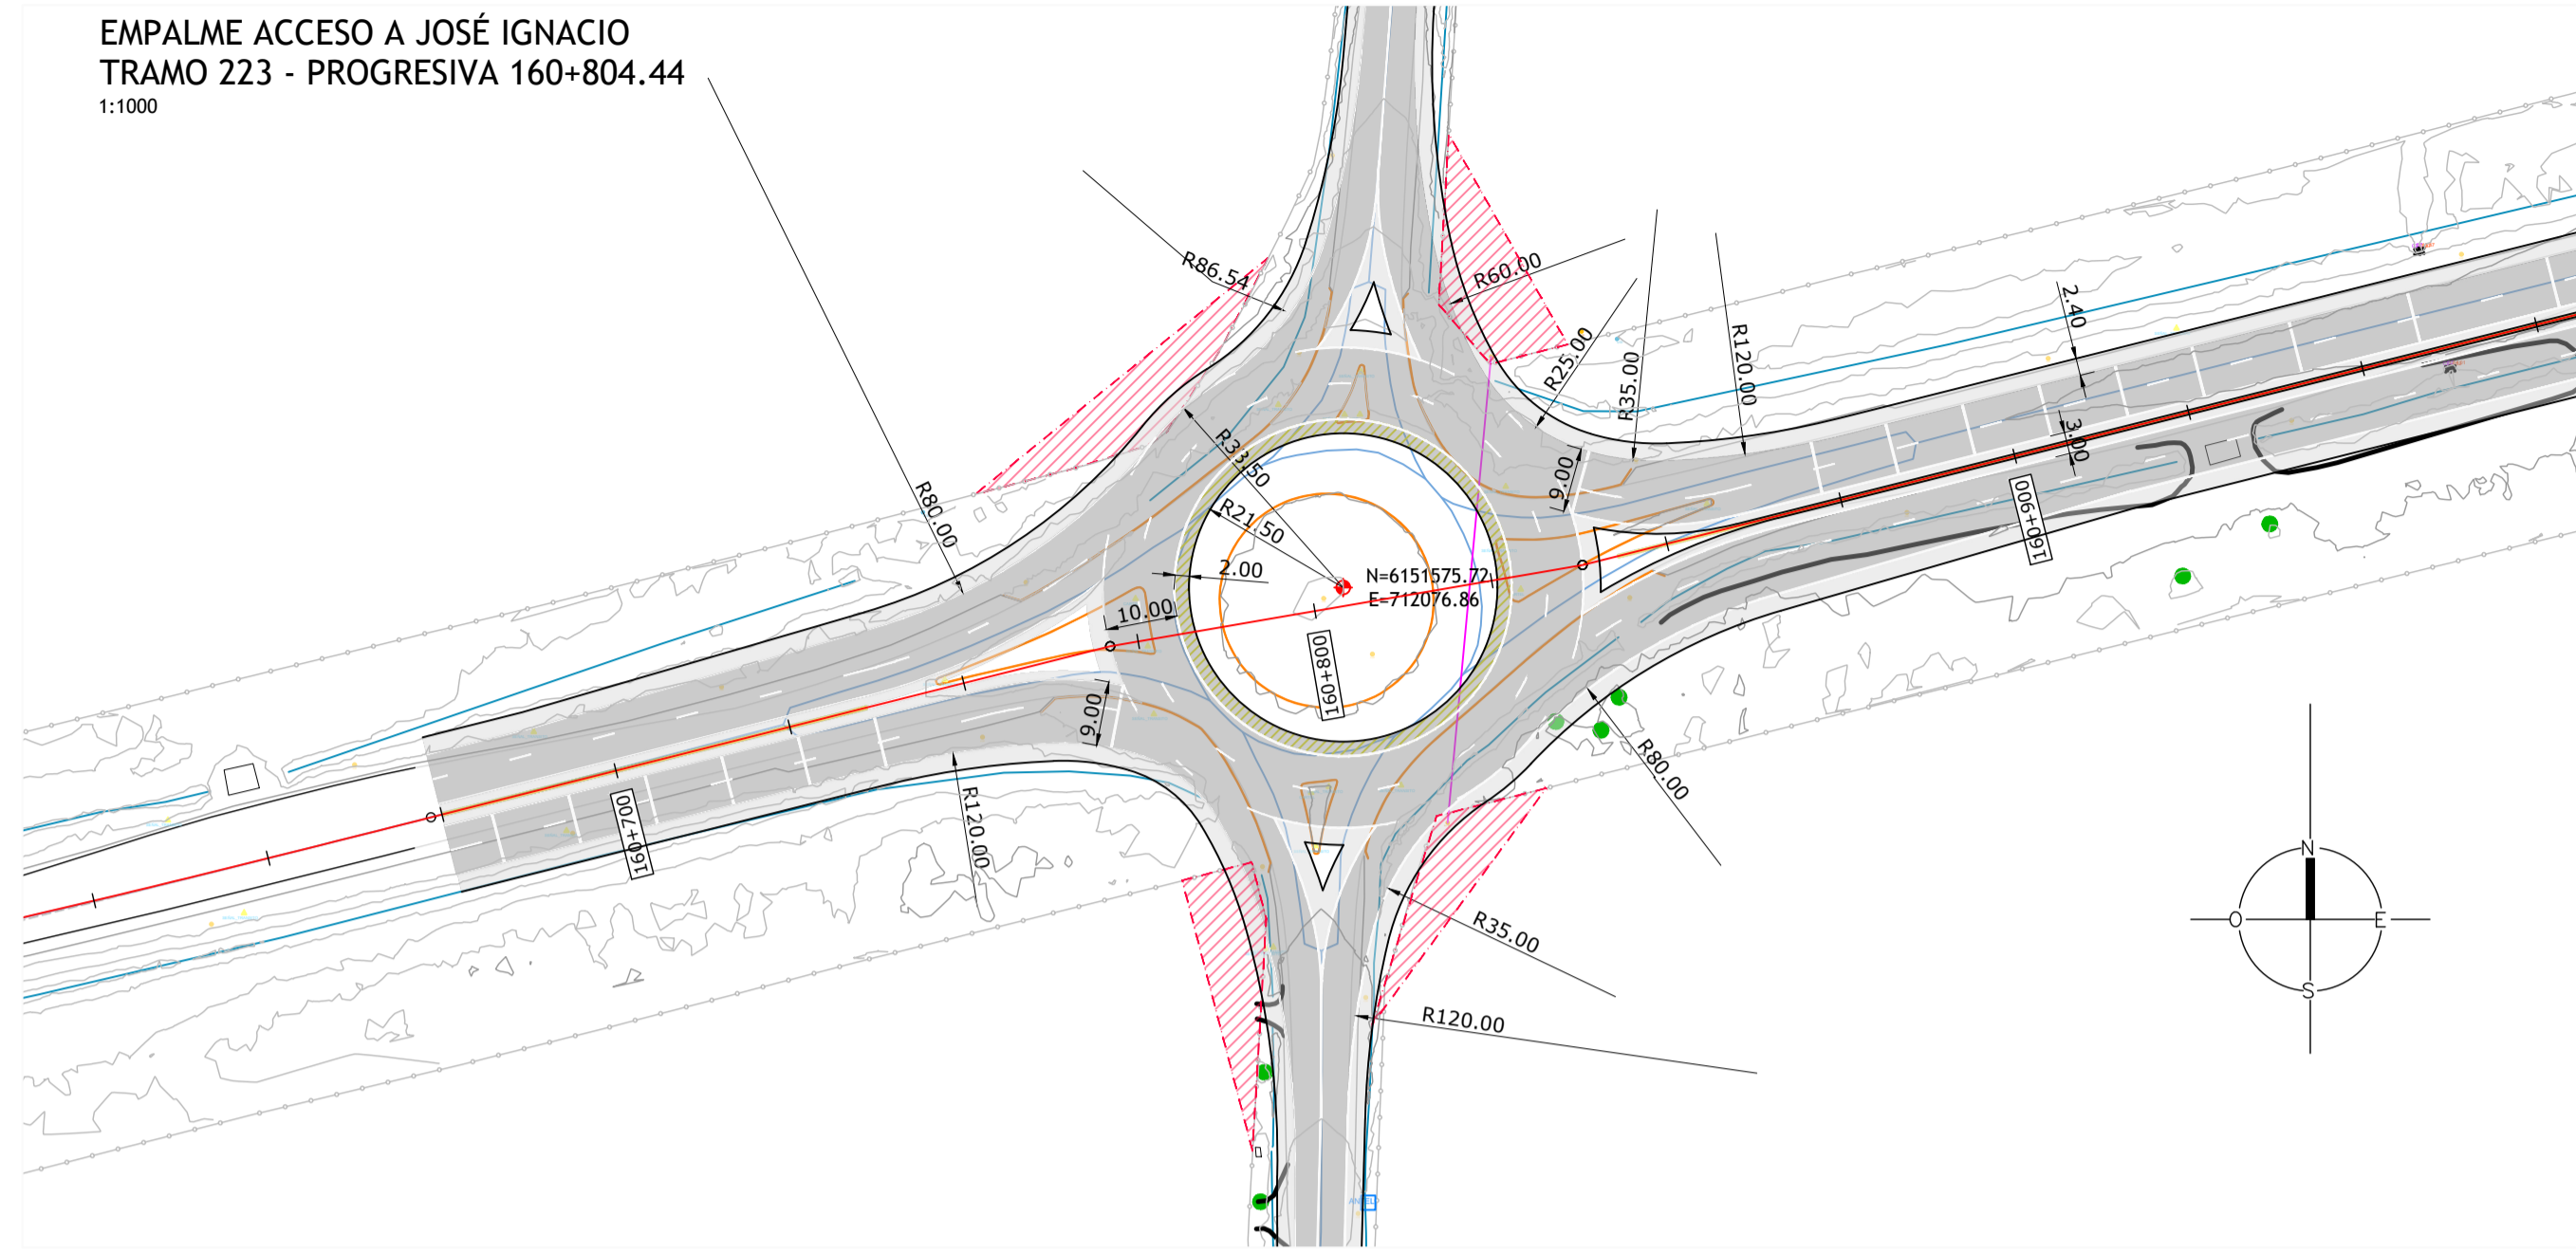 EMPALME ACCESO A JOSÉ IGNACIO
TRAMO 223 - PROGRESIVA 160+804.44
1:1000
R86.54
R60.00
R25.00
R35.00
R120.00
2.40
3.00
R33.50
R80.00
R21.50
9.00
160+900
2.00
N=6151575.72
E=712076.86
10.00
160+800
9.00
R80.00
160+700
R120.00
R35.00
R120.00
N
O
E
S